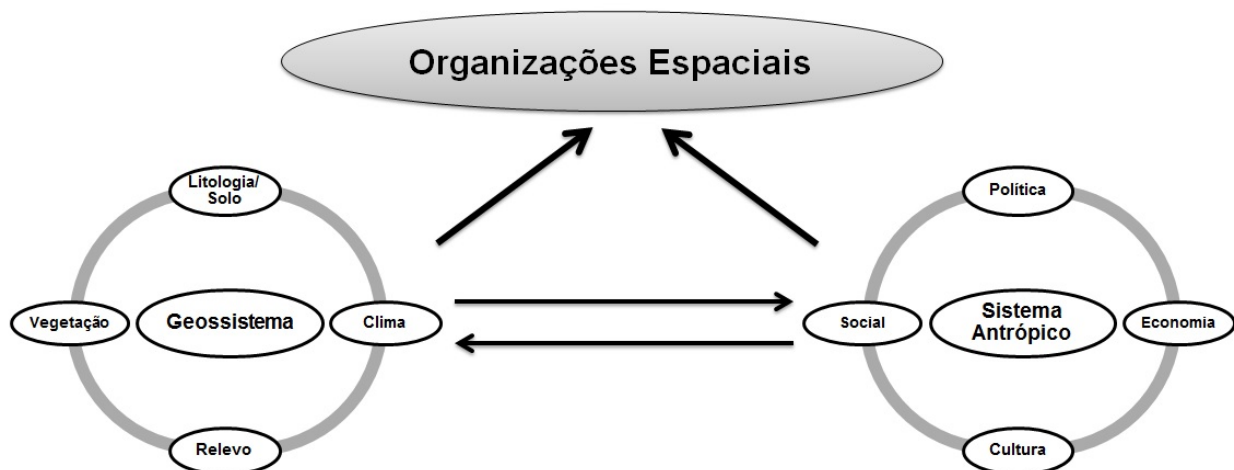 Organizações Espaciais
Litologia/
Solo
Vegetação
Geossistema
Clima
Relevo
Política
Social
Sistema
Antrópico
Economia
Cultura